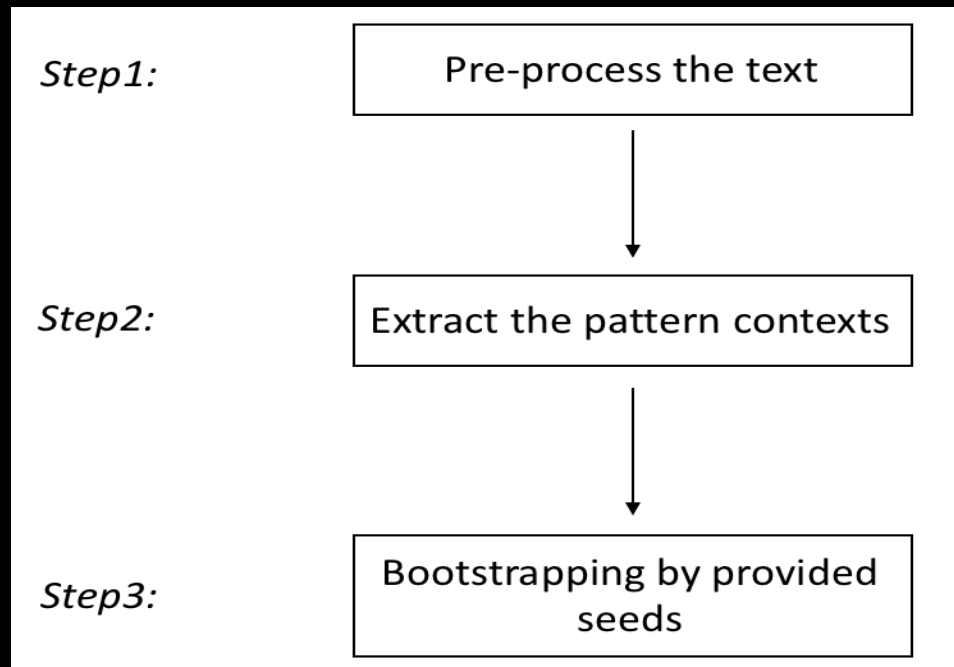 Step1:
Pre-process the text
Step2:
Extract the pattern contexts
Step3:
Bootstrapping by provided
seeds